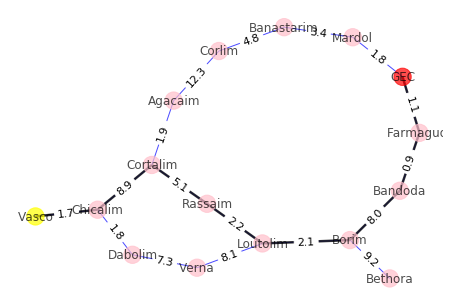 Banastarim
3.4
Mardol
4.8
Corlim
1.8
GEC
12.3
Agacaim
1.1
Farmagud
1.9
Cortalim
0.9
8.9
5.1
Bandoda
Rassaim
Vasco
1.7
Chicalim
2.2
8.0
1.8
Loutolim
2.1
Borim
Dabolim
7.3
8.1
Verna
9.2
Bethora